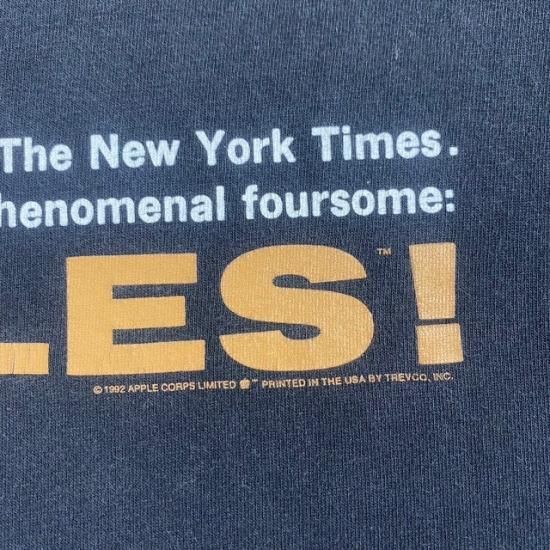 The New York Times.
henomenal foursome:
LES!™
© 1992 APPLE CORPS LIMITED ™ PRINTED IN THE USA BY TREVCO, INC.